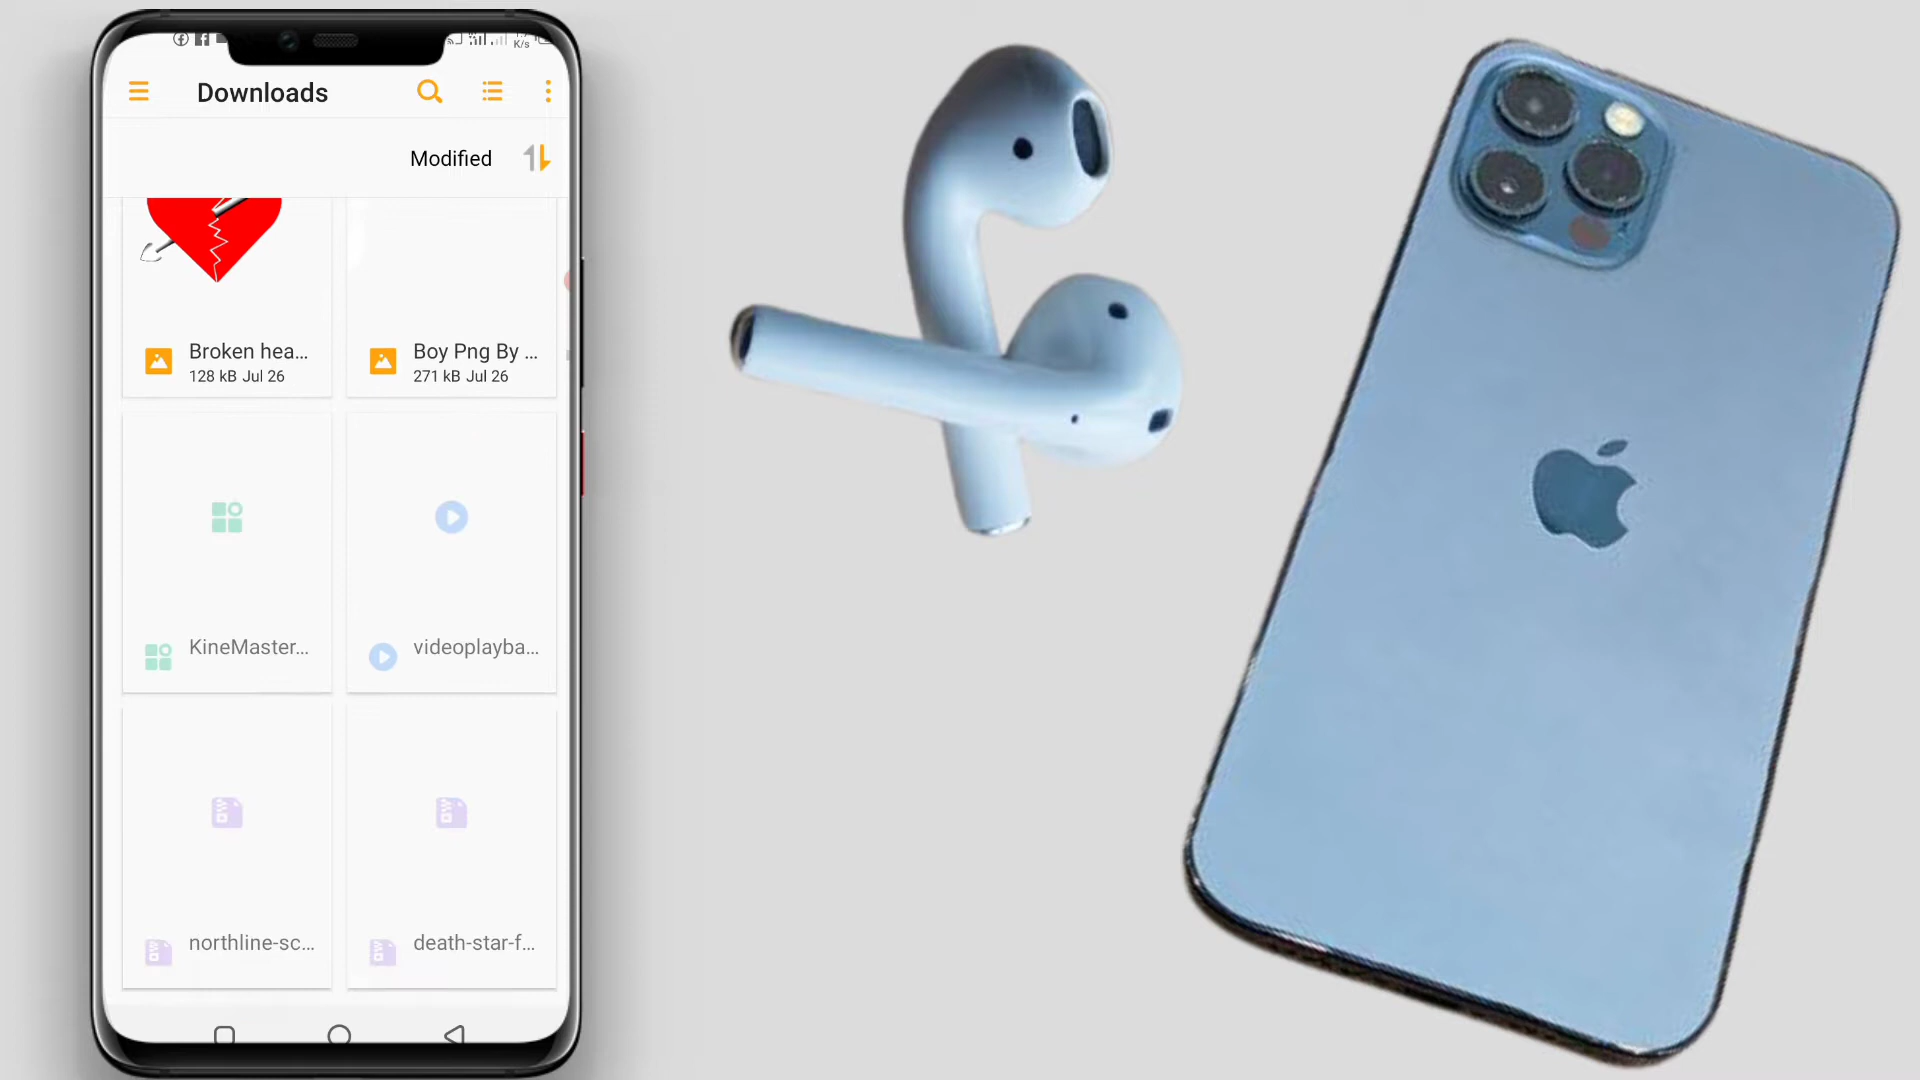 K/s
Downloads
Modified
Broken hea...
128 kB Jul 26
Boy Png By ...
271 kB Jul 26
KineMaster...
videoplayba...
northline-sc...
death-star-f...